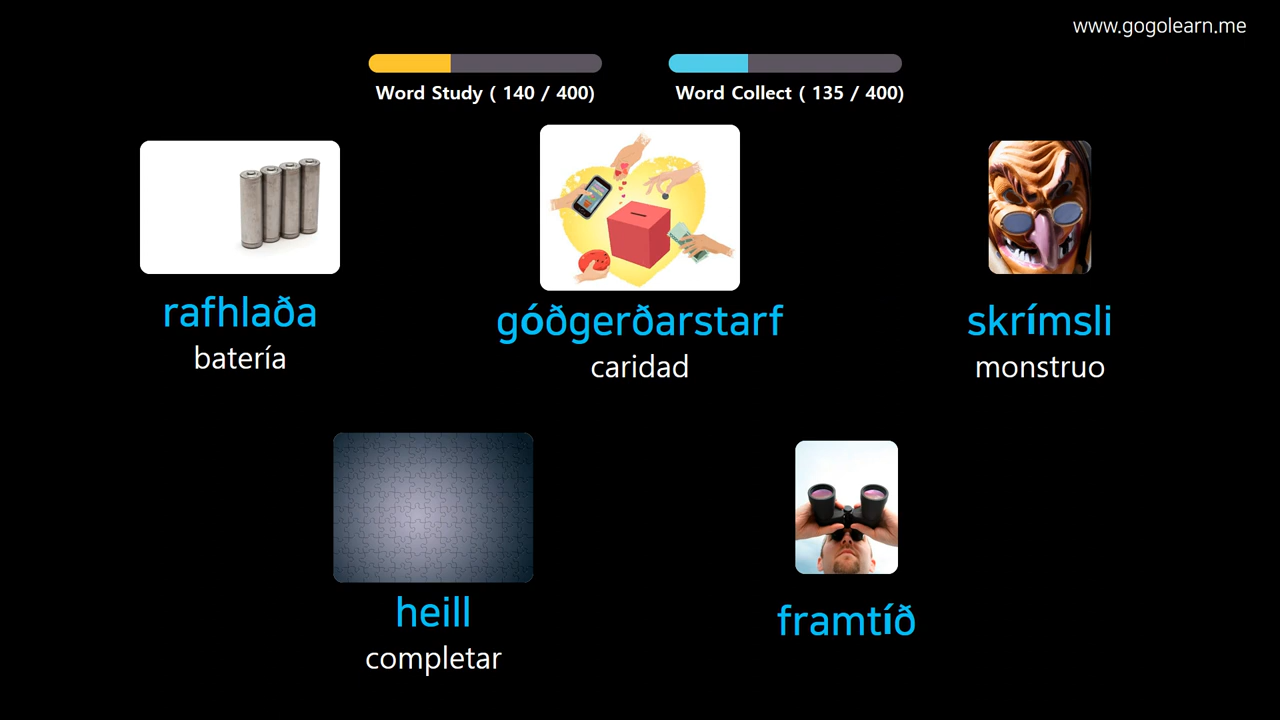 www.gogolearn.me
Word Study ( 140 / 400)
Word Collect ( 135 / 400)
rafhlaða
batería
góðgerðarstarf
caridad
skrímsli
monstruo
heill
completar
framtíð